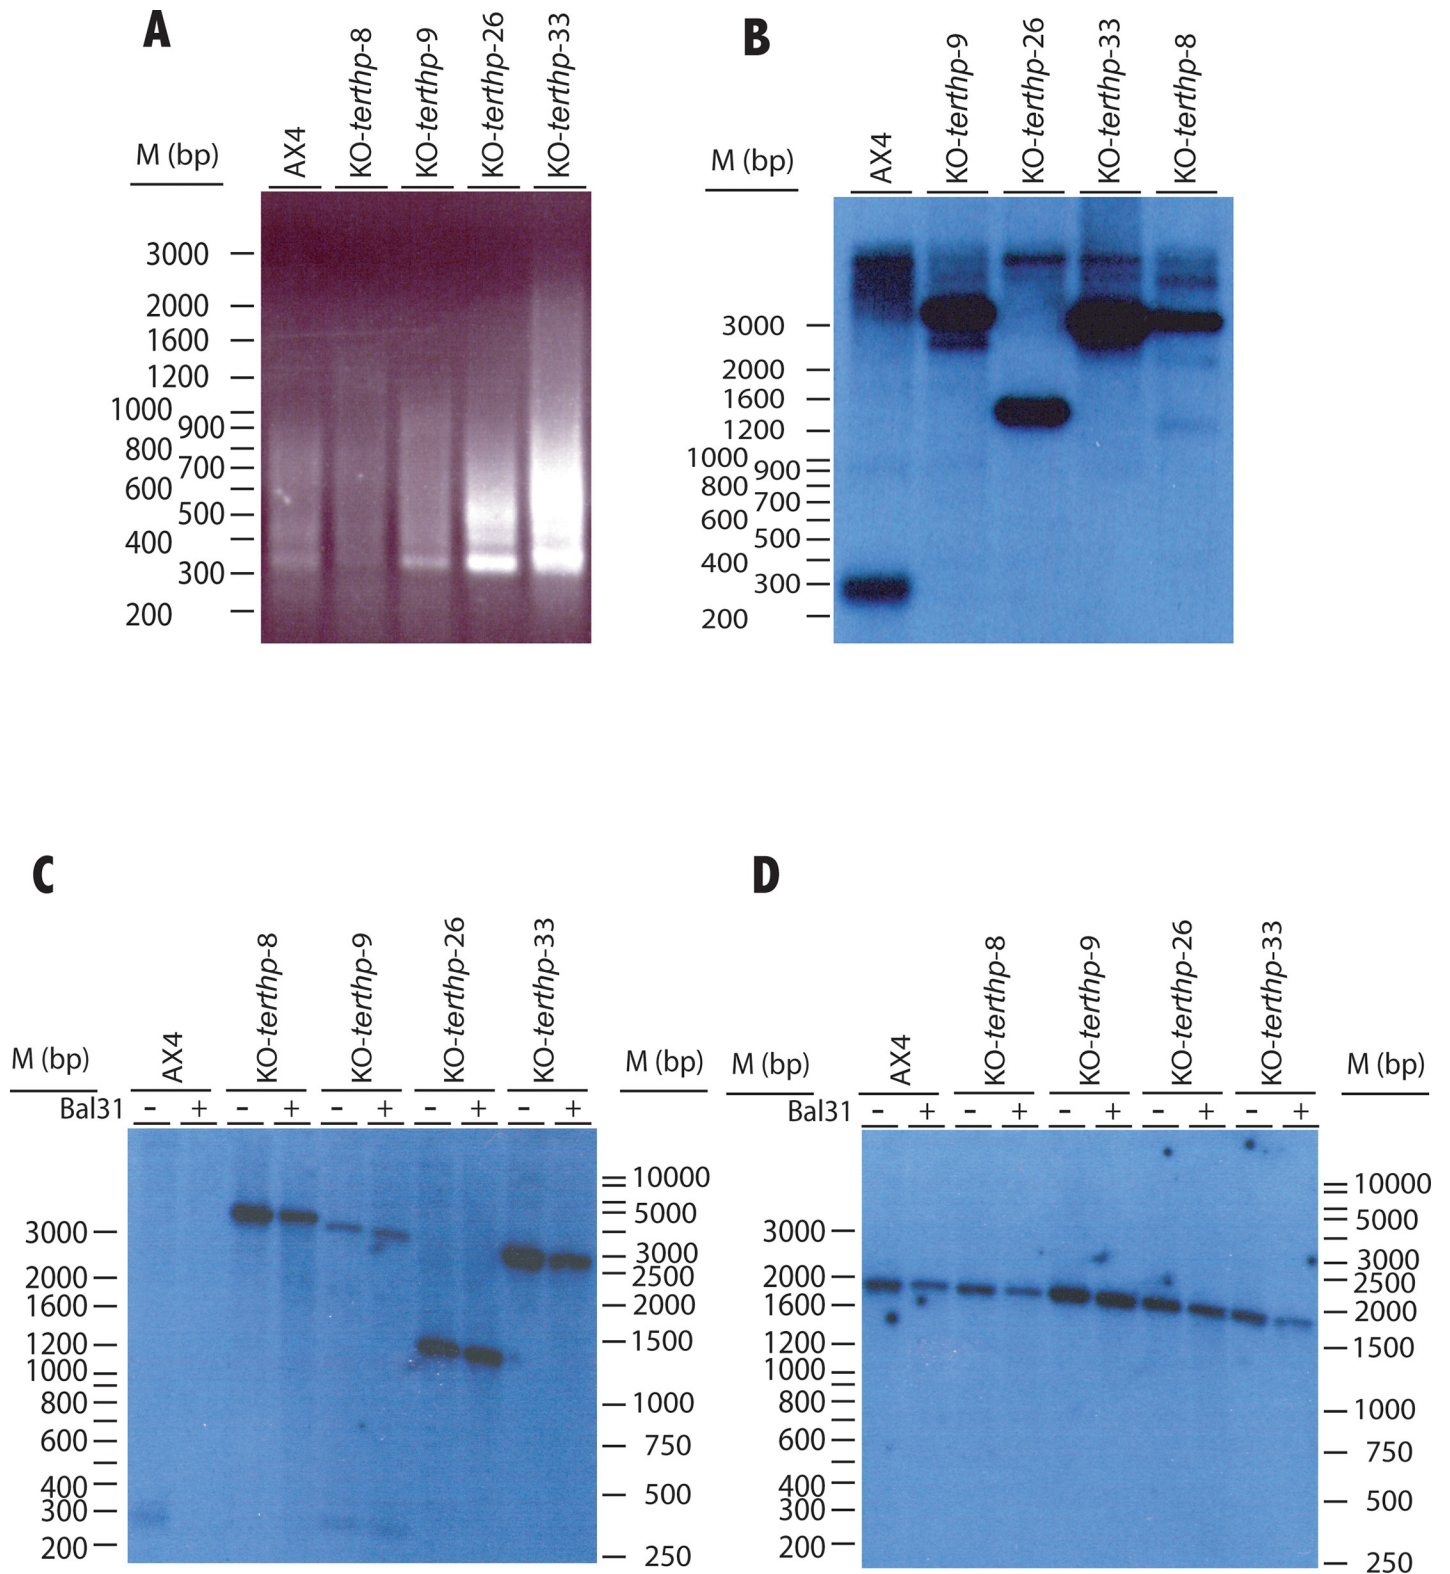 A
B
M (bp)
AX4
KO-terthp-8
KO-terthp-9
KO-terthp-26
KO-terthp-33
3000
2000
1600
1200
1000
900
800
700
600
500
400
300
200
M (bp)
AX4
KO-terthp-9
KO-terthp-26
KO-terthp-33
KO-terthp-8
3000
2000
1600
1200
1000
900
800
700
600
500
400
300
200
C
D
M (bp)
AX4
KO-terthp-8
KO-terthp-9
KO-terthp-26
KO-terthp-33
M (bp)
Bal31 - + - + - + - + - +
3000
2000
1600
1200
1000
800
600
400
300
200
10000
5000
3000
2500
2000
1500
1000
750
500
250
M (bp)
AX4
KO-terthp-8
KO-terthp-9
KO-terthp-26
KO-terthp-33
M (bp)
Bal31 - + - + - + - + - +
3000
2000
1600
1200
1000
800
600
400
300
200
10000
5000
3000
2500
2000
1500
1000
750
500
250